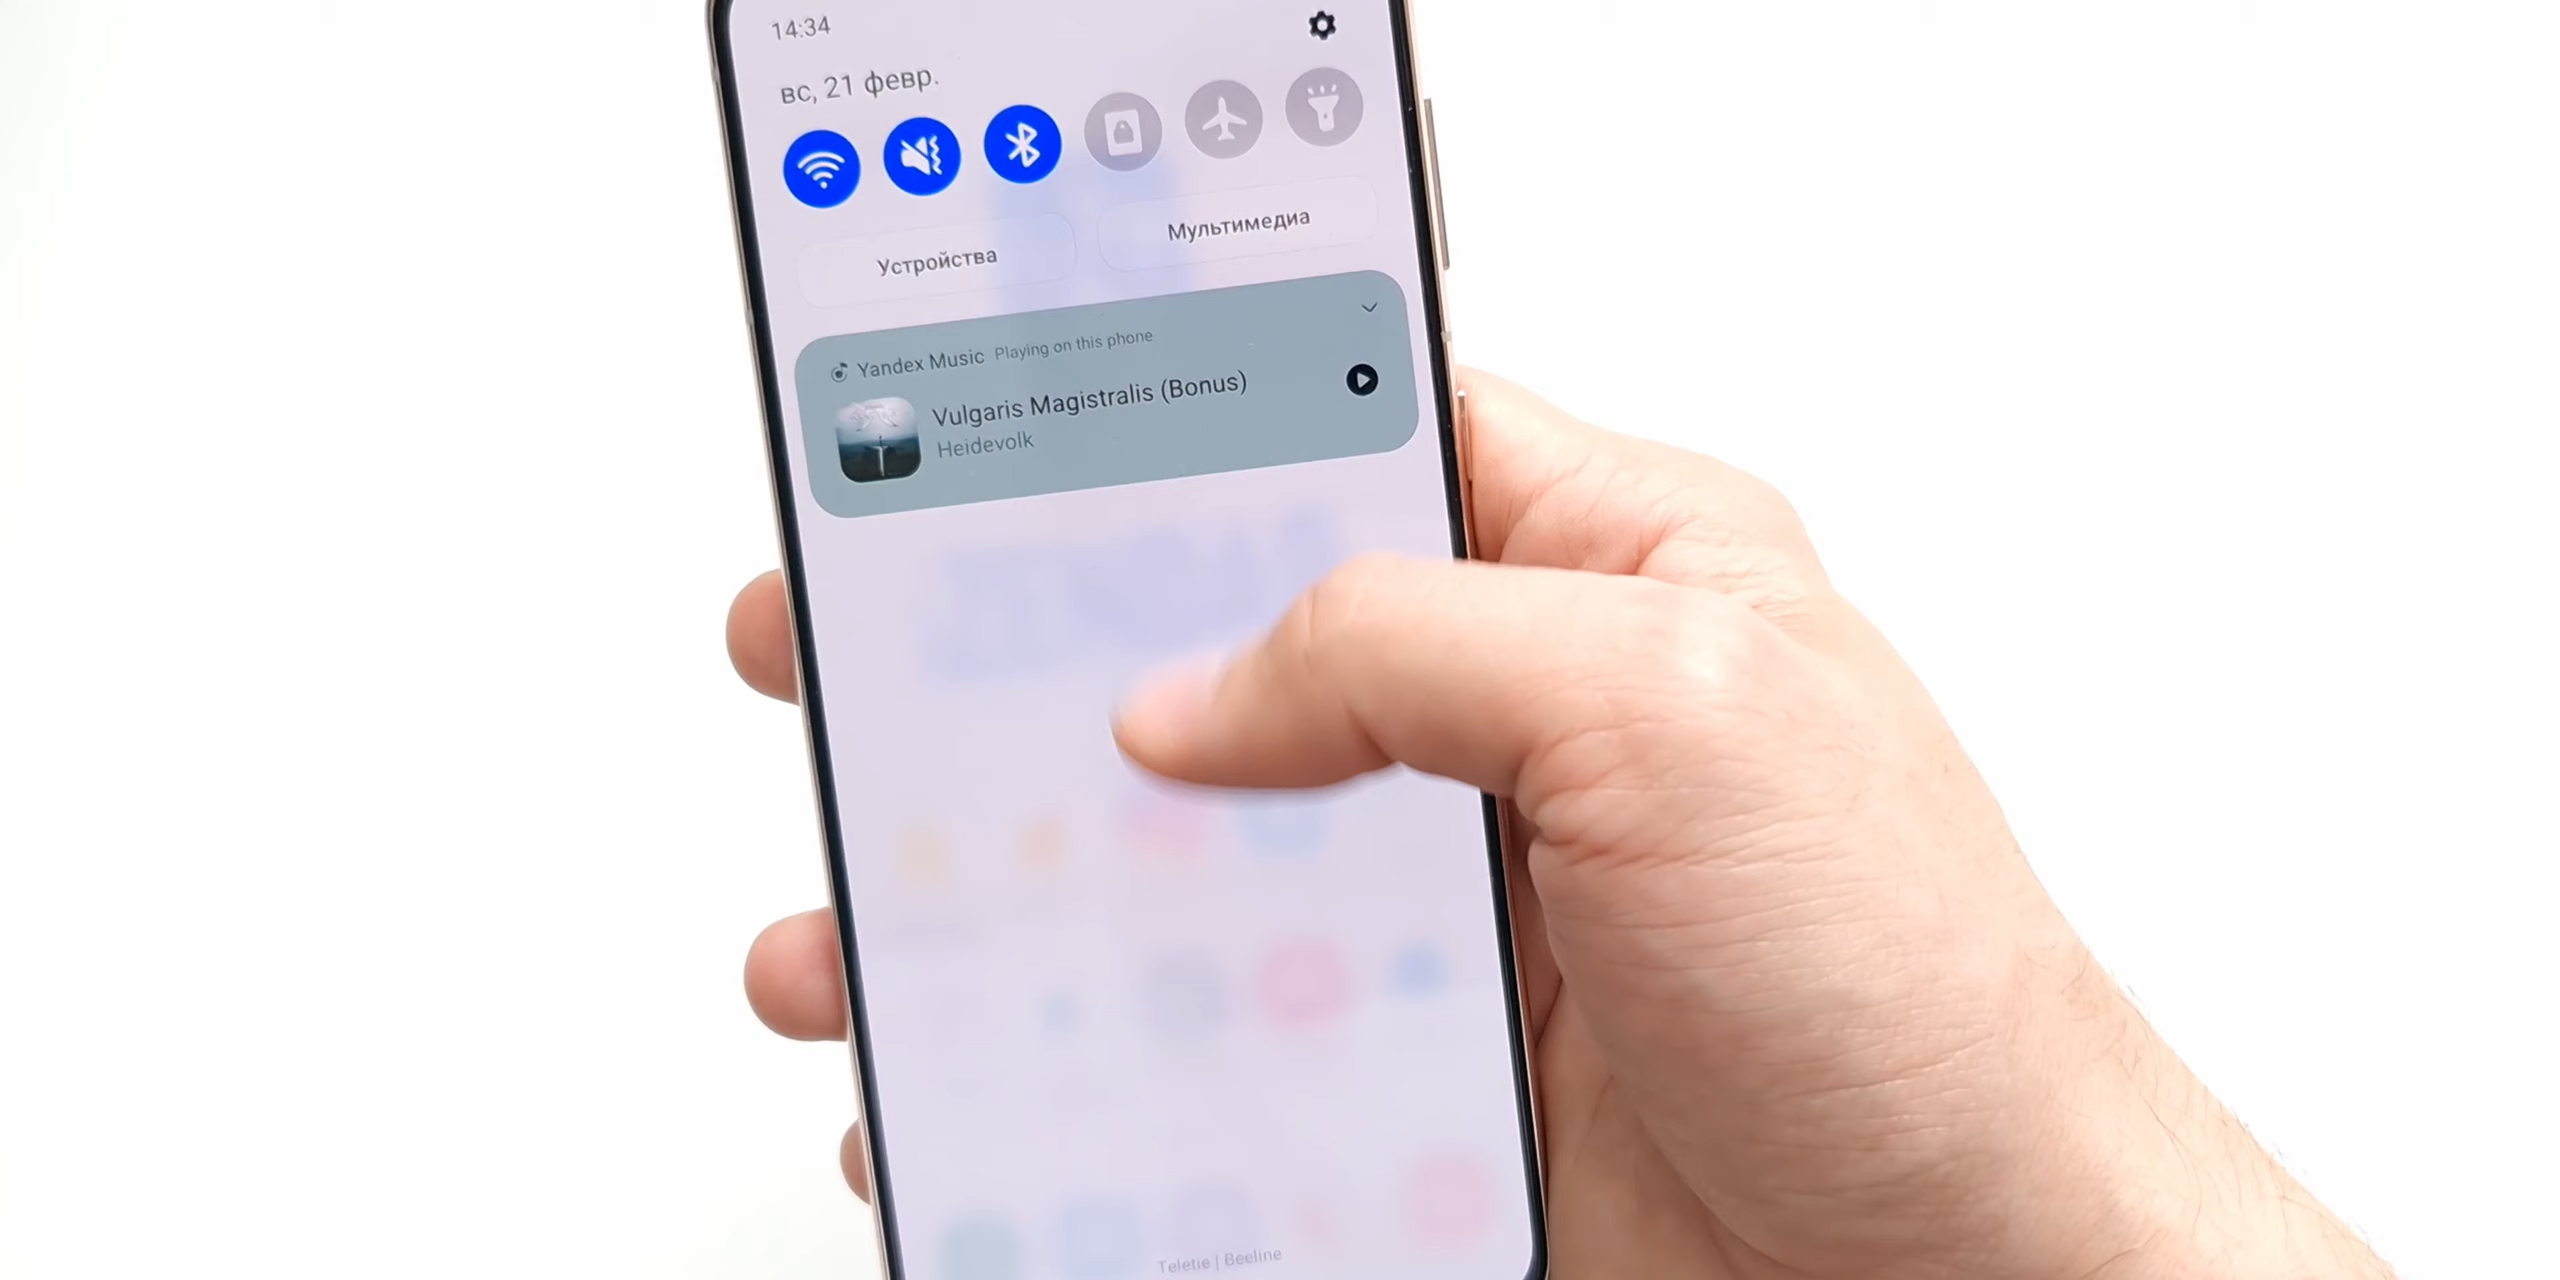 14:34
вс, 21 февр.
Устройства
Мультимедиа
Yandex Music Playing on this phone
Vulgaris Magistralis (Bonus)
Heidevolk
Teletie | Beeline